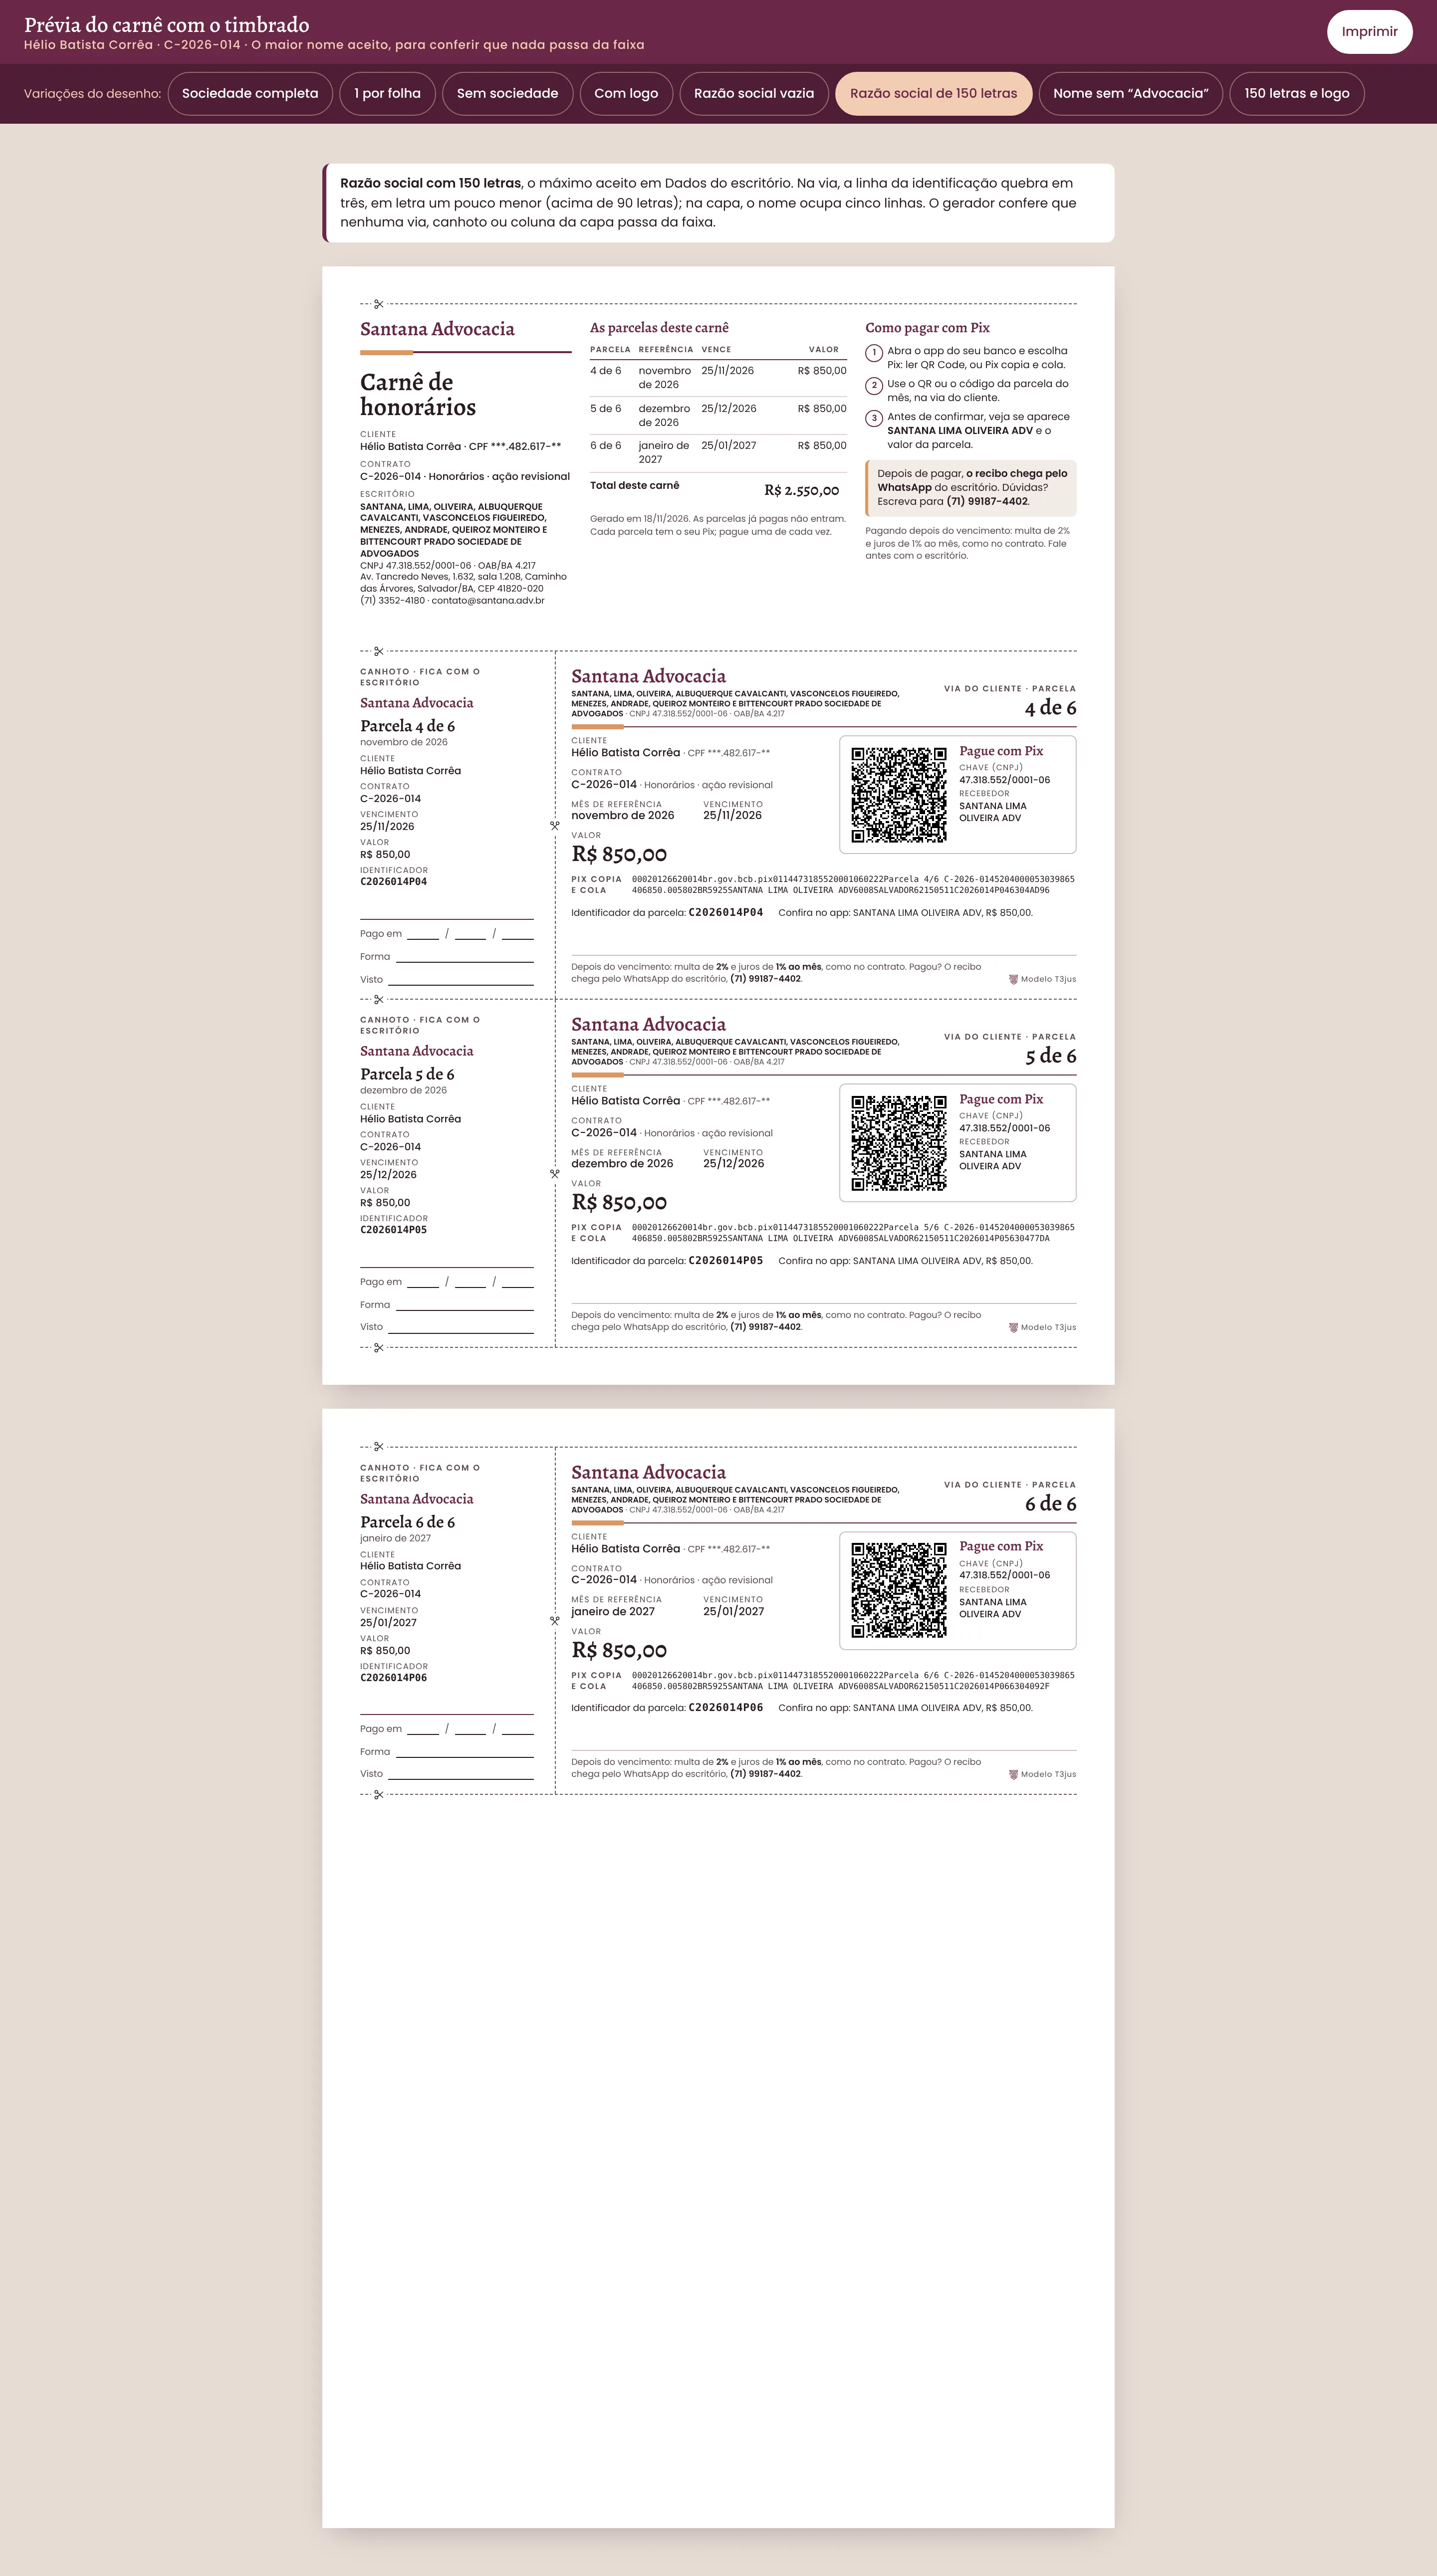 Prévia do carnê com o timbrado
Hélio Batista Corrêa · C-2026-014 · O maior nome aceito, para conferir que nada passa da faixa
Imprimir
Variações do desenho:
Sociedade completa
1 por folha
Sem sociedade
Com logo
Razão social vazia
Razão social de 150 letras
Nome sem “Advocacia”
150 letras e logo
Razão social com 150 letras, o máximo aceito em Dados do escritório. Na via, a linha da identificação quebra em
três, em letra um pouco menor (acima de 90 letras); na capa, o nome ocupa cinco linhas. O gerador confere que
nenhuma via, canhoto ou coluna da capa passa da faixa.
Santana Advocacia
Carnê de
honorários
CLIENTE
Hélio Batista Corrêa · CPF ***.482.617-**
CONTRATO
C-2026-014 · Honorários · ação revisional
ESCRITÓRIO
SANTANA, LIMA, OLIVEIRA, ALBUQUERQUE
CAVALCANTI, VASCONCELOS FIGUEIREDO,
MENEZES, ANDRADE, QUEIROZ MONTEIRO E
BITTENCOURT PRADO SOCIEDADE DE
ADVOGADOS
CNPJ 47.318.552/0001-06 · OAB/BA 4.217
Av. Tancredo Neves, 1.632, sala 1.208, Caminho
das Árvores, Salvador/BA, CEP 41820-020
(71) 3352-4180 · contato@santana.adv.br
As parcelas deste carnê
PARCELA REFERÊNCIA VENCE VALOR
4 de 6 novembro 25/11/2026 R$ 850,00
de 2026
5 de 6 dezembro 25/12/2026 R$ 850,00
de 2026
6 de 6 janeiro de 25/01/2027 R$ 850,00
2027
Total deste carnê R$ 2.550,00
Gerado em 18/11/2026. As parcelas já pagas não entram.
Cada parcela tem o seu Pix; pague uma de cada vez.
Como pagar com Pix
1 Abra o app do seu banco e escolha
Pix: ler QR Code, ou Pix copia e cola.
2 Use o QR ou o código da parcela do
mês, na via do cliente.
3 Antes de confirmar, veja se aparece
SANTANA LIMA OLIVEIRA ADV e o
valor da parcela.
Depois de pagar, o recibo chega pelo
WhatsApp do escritório. Dúvidas?
Escreva para (71) 99187-4402.
Pagando depois do vencimento: multa de 2%
e juros de 1% ao mês, como no contrato. Fale
antes com o escritório.
CANHOTO · FICA COM O
ESCRITÓRIO
Santana Advocacia
Parcela 4 de 6
novembro de 2026
CLIENTE
Hélio Batista Corrêa
CONTRATO
C-2026-014
VENCIMENTO
25/11/2026
VALOR
R$ 850,00
IDENTIFICADOR
C2026014P04
Pago em / /
Forma
Visto
Santana Advocacia
SANTANA, LIMA, OLIVEIRA, ALBUQUERQUE CAVALCANTI, VASCONCELOS FIGUEIREDO,
MENEZES, ANDRADE, QUEIROZ MONTEIRO E BITTENCOURT PRADO SOCIEDADE DE
ADVOGADOS · CNPJ 47.318.552/0001-06 · OAB/BA 4.217
VIA DO CLIENTE · PARCELA
4 de 6
CLIENTE
Hélio Batista Corrêa · CPF ***.482.617-**
CONTRATO
C-2026-014 · Honorários · ação revisional
MÊS DE REFERÊNCIA VENCIMENTO
novembro de 2026 25/11/2026
VALOR
R$ 850,00
Pague com Pix
CHAVE (CNPJ)
47.318.552/0001-06
RECEBEDOR
SANTANA LIMA
OLIVEIRA ADV
PIX COPIA 00020126620014br.gov.bcb.pix0114473185520001060222Parcela 4/6 C-2026-0145204000053039865
E COLA 406850.005802BR5925SANTANA LIMA OLIVEIRA ADV6008SALVADOR62150511C2026014P046304AD96
Identificador da parcela: C2026014P04 Confira no app: SANTANA LIMA OLIVEIRA ADV, R$ 850,00.
Depois do vencimento: multa de 2% e juros de 1% ao mês, como no contrato. Pagou? O recibo
chega pelo WhatsApp do escritório, (71) 99187-4402.
Modelo T3jus
CANHOTO · FICA COM O
ESCRITÓRIO
Santana Advocacia
Parcela 5 de 6
dezembro de 2026
CLIENTE
Hélio Batista Corrêa
CONTRATO
C-2026-014
VENCIMENTO
25/12/2026
VALOR
R$ 850,00
IDENTIFICADOR
C2026014P05
Pago em / /
Forma
Visto
Santana Advocacia
SANTANA, LIMA, OLIVEIRA, ALBUQUERQUE CAVALCANTI, VASCONCELOS FIGUEIREDO,
MENEZES, ANDRADE, QUEIROZ MONTEIRO E BITTENCOURT PRADO SOCIEDADE DE
ADVOGADOS · CNPJ 47.318.552/0001-06 · OAB/BA 4.217
VIA DO CLIENTE · PARCELA
5 de 6
CLIENTE
Hélio Batista Corrêa · CPF ***.482.617-**
CONTRATO
C-2026-014 · Honorários · ação revisional
MÊS DE REFERÊNCIA VENCIMENTO
dezembro de 2026 25/12/2026
VALOR
R$ 850,00
Pague com Pix
CHAVE (CNPJ)
47.318.552/0001-06
RECEBEDOR
SANTANA LIMA
OLIVEIRA ADV
PIX COPIA 00020126620014br.gov.bcb.pix0114473185520001060222Parcela 5/6 C-2026-0145204000053039865
E COLA 406850.005802BR5925SANTANA LIMA OLIVEIRA ADV6008SALVADOR62150511C2026014P05630477DA
Identificador da parcela: C2026014P05 Confira no app: SANTANA LIMA OLIVEIRA ADV, R$ 850,00.
Depois do vencimento: multa de 2% e juros de 1% ao mês, como no contrato. Pagou? O recibo
chega pelo WhatsApp do escritório, (71) 99187-4402.
Modelo T3jus
CANHOTO · FICA COM O
ESCRITÓRIO
Santana Advocacia
Parcela 6 de 6
janeiro de 2027
CLIENTE
Hélio Batista Corrêa
CONTRATO
C-2026-014
VENCIMENTO
25/01/2027
VALOR
R$ 850,00
IDENTIFICADOR
C2026014P06
Pago em / /
Forma
Visto
Santana Advocacia
SANTANA, LIMA, OLIVEIRA, ALBUQUERQUE CAVALCANTI, VASCONCELOS FIGUEIREDO,
MENEZES, ANDRADE, QUEIROZ MONTEIRO E BITTENCOURT PRADO SOCIEDADE DE
ADVOGADOS · CNPJ 47.318.552/0001-06 · OAB/BA 4.217
VIA DO CLIENTE · PARCELA
6 de 6
CLIENTE
Hélio Batista Corrêa · CPF ***.482.617-**
CONTRATO
C-2026-014 · Honorários · ação revisional
MÊS DE REFERÊNCIA VENCIMENTO
janeiro de 2027 25/01/2027
VALOR
R$ 850,00
Pague com Pix
CHAVE (CNPJ)
47.318.552/0001-06
RECEBEDOR
SANTANA LIMA
OLIVEIRA ADV
PIX COPIA 00020126620014br.gov.bcb.pix0114473185520001060222Parcela 6/6 C-2026-0145204000053039865
E COLA 406850.005802BR5925SANTANA LIMA OLIVEIRA ADV6008SALVADOR62150511C2026014P066304092F
Identificador da parcela: C2026014P06 Confira no app: SANTANA LIMA OLIVEIRA ADV, R$ 850,00.
Depois do vencimento: multa de 2% e juros de 1% ao mês, como no contrato. Pagou? O recibo
chega pelo WhatsApp do escritório, (71) 99187-4402.
Modelo T3jus